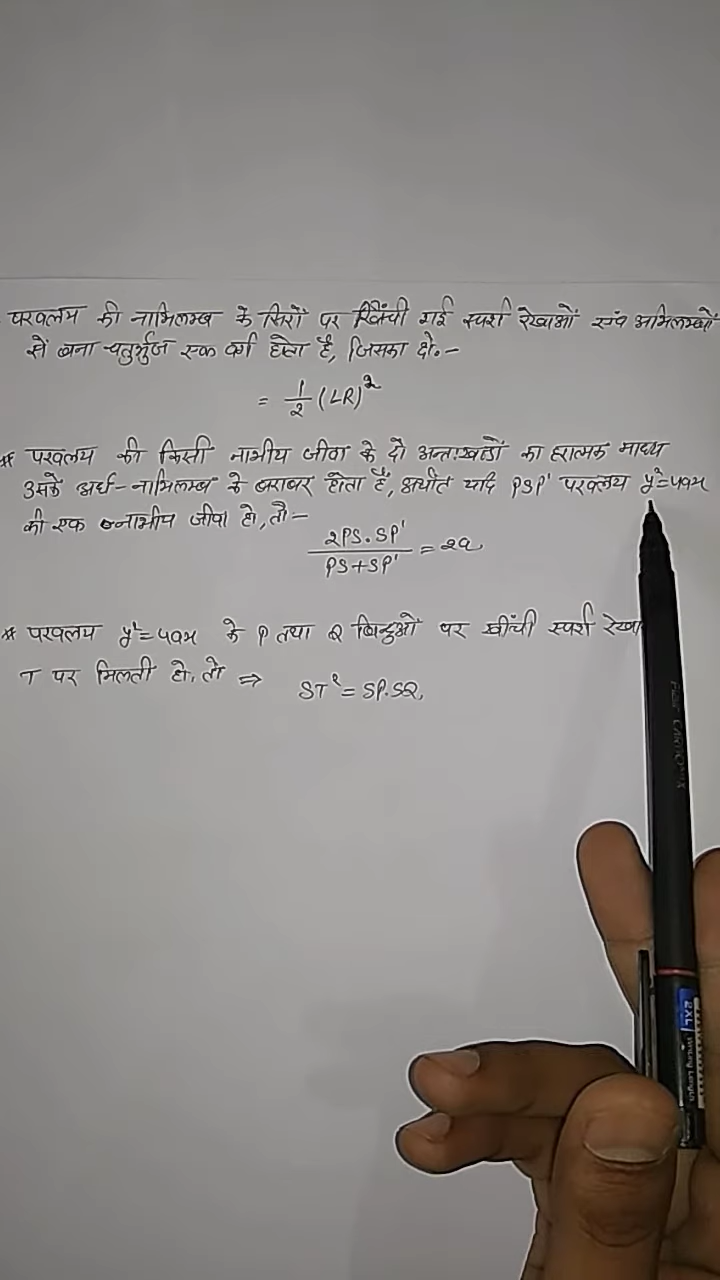 परवलय की नाभिलम्ब के सिरों पर खिंची गई स्पर्श रेखाओं एवं अभिलम्बों
से बना चतुर्भुज एक वर्ग होता है, जिसका क्षे०-
= 1/2 (LR)²
* परवलय की किसी नाभीय जीवा के दो अन्तःखण्डों का हरात्मक माध्य
उसके अर्ध-नाभिलम्ब के बराबर होता है, अर्थात यदि PSP' परवलय y²=4ax
की एक नाभीय जीवा हो, तो-
2PS.SP' / PS+SP' = 2a
* परवलय y²=4ax के P तथा Q बिन्दुओ पर खींची स्पर्श रेखा
T पर मिलती हो, तो ⇒ ST²=SP.SQ.